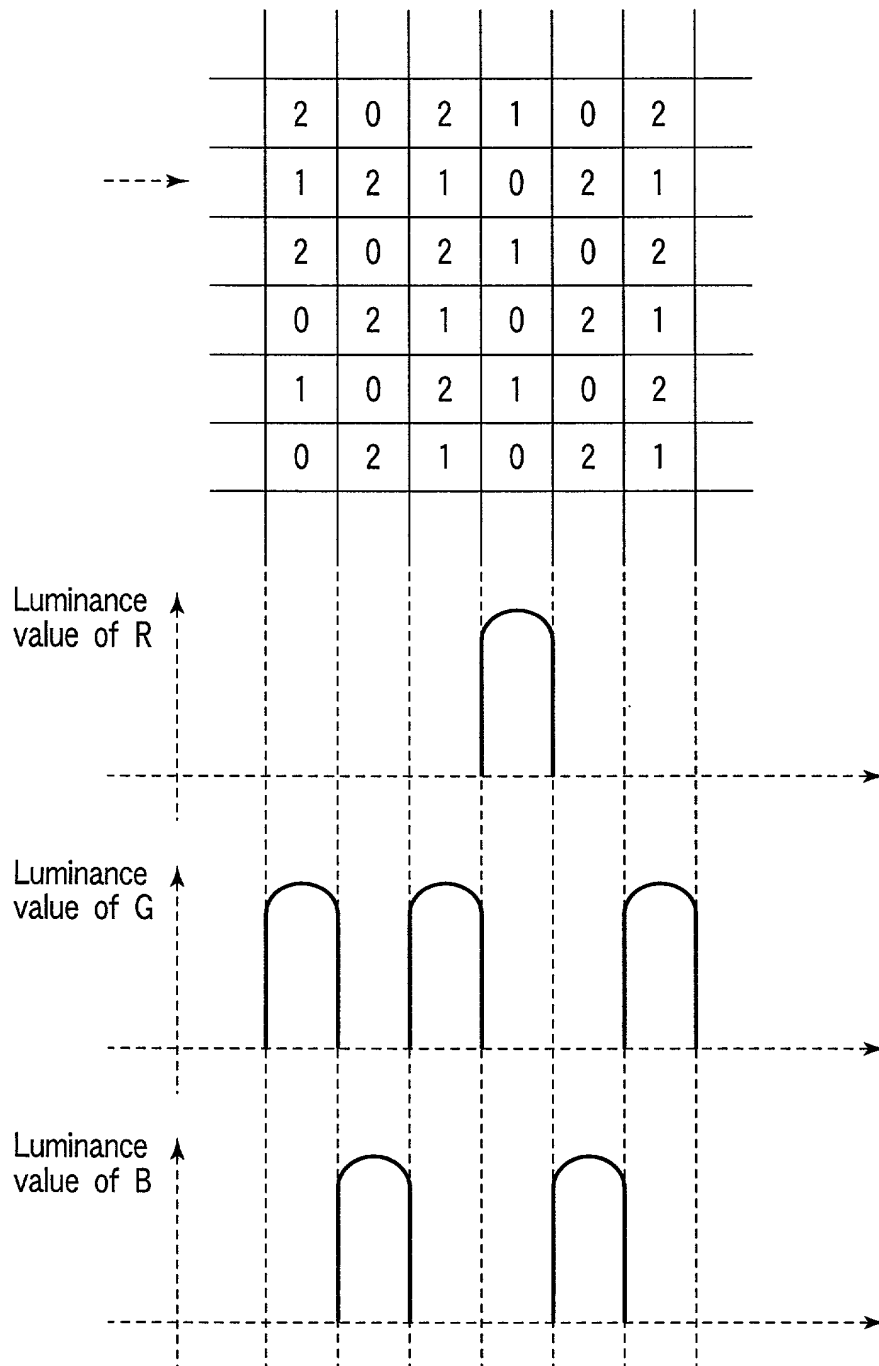 2 0 2 1 0 2
1 2 1 0 2 1
2 0 2 1 0 2
0 2 1 0 2 1
1 0 2 1 0 2
0 2 1 0 2 1
Luminance
value of R
Luminance
value of G
Luminance
value of B